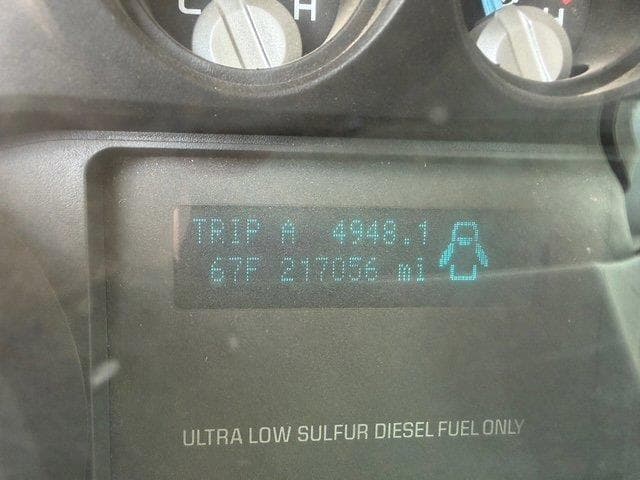 C H
H
TRIP A 4948.1
67F 217056 mi
ULTRA LOW SULFUR DIESEL FUEL ONLY